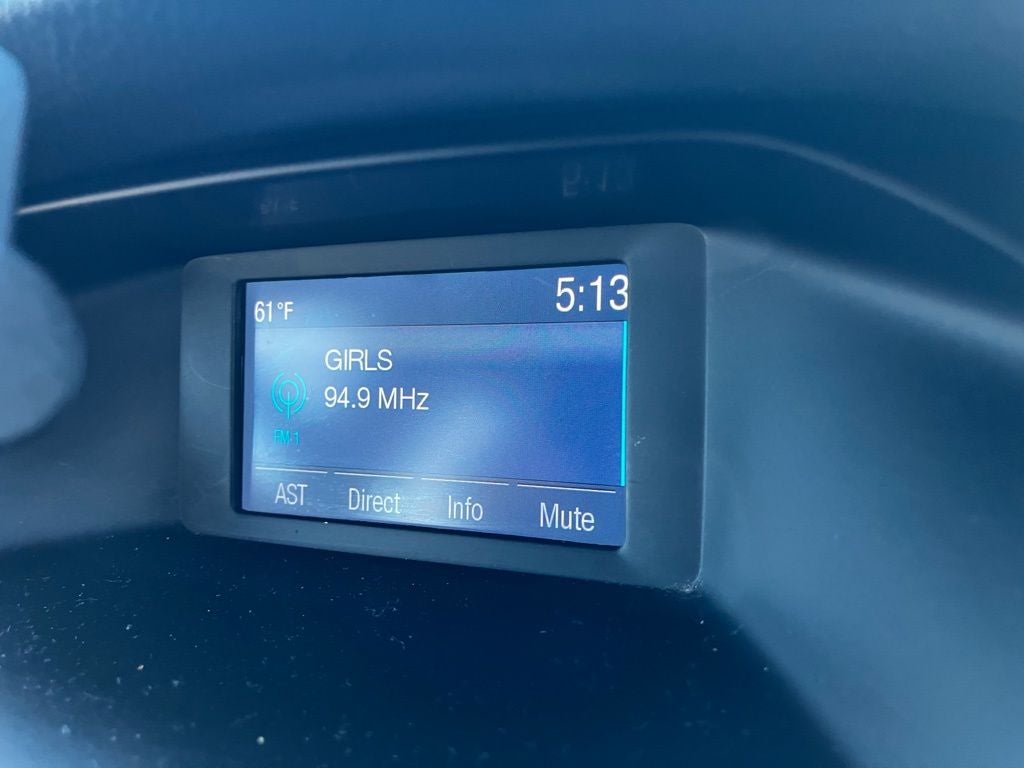 61°F 5:13
GIRLS
94.9 MHz
FM-1
AST Direct Info Mute